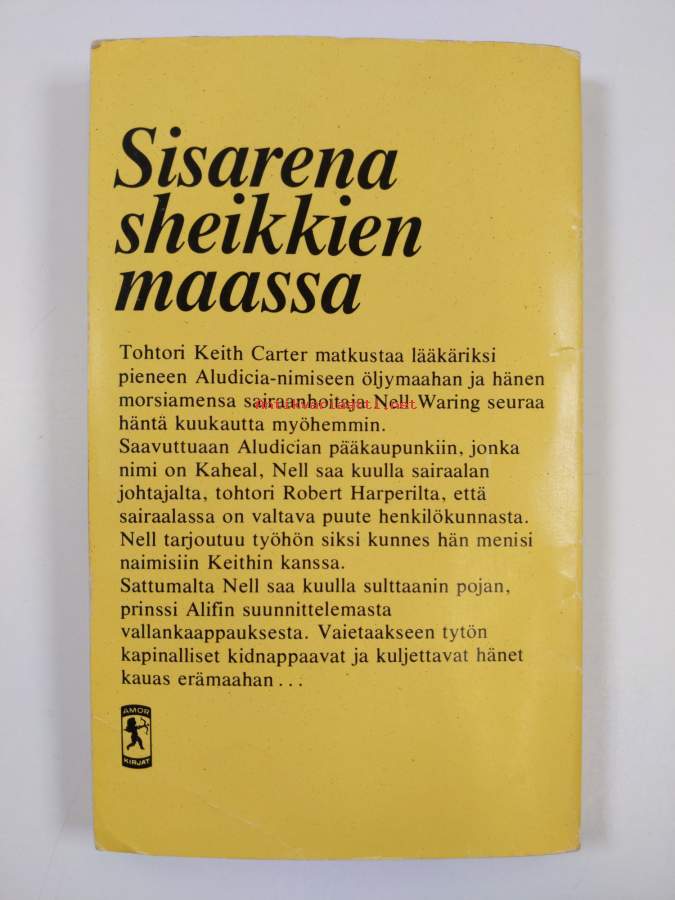 Sisarena
sheikkien
maassa
Tohtori Keith Carter matkustaa lääkäriksi
pieneen Aludicia-nimiseen öljymaahan ja hänen
morsiamensa sairaanhoitaja Nell Waring seuraa
antikvariaatti.net
häntä kuukautta myöhemmin.
Saavuttuaan Aludician pääkaupunkiin, jonka
nimi on Kaheal, Nell saa kuulla sairaalan
johtajalta, tohtori Robert Harperilta, että
sairaalassa on valtava puute henkilökunnasta.
Nell tarjoutuu työhön siksi kunnes hän menisi
naimisiin Keithin kanssa.
Sattumalta Nell saa kuulla sulttaanin pojan,
prinssi Alifin suunnittelemasta
vallankaappauksesta. Vaietaakseen tytön
kapinalliset kidnappaavat ja kuljettavat hänet
kauas erämaahan...
AMOR
KIRJAT